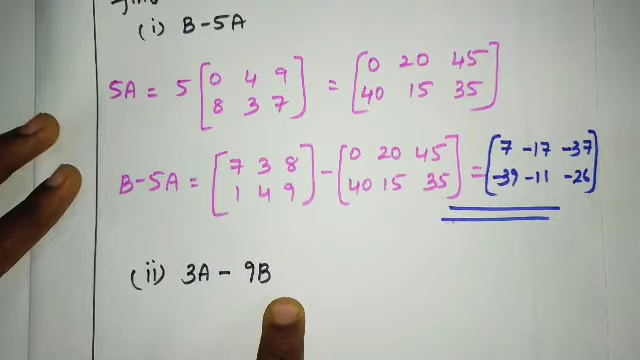 (i) B-5A
5A = 5 [0 4 9 = [0 20 45
8 3 7] 40 15 35]
B-5A = [7 3 8 - [0 20 45 = [7 -17 -37
1 4 9] 40 15 35] -39 -11 -26]
(ii) 3A - 9B